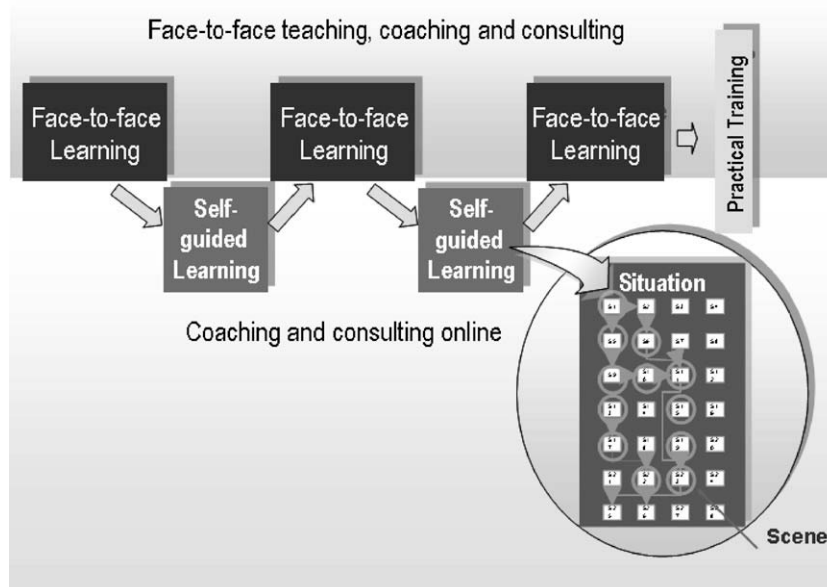 Face-to-face teaching, coaching and consulting
Face-to-face
Learning
Face-to-face
Learning
Face-to-face
Learning
Practical Training
Self-
guided
Learning
Self-
guided
Learning
Coaching and consulting online
Situation
Scene